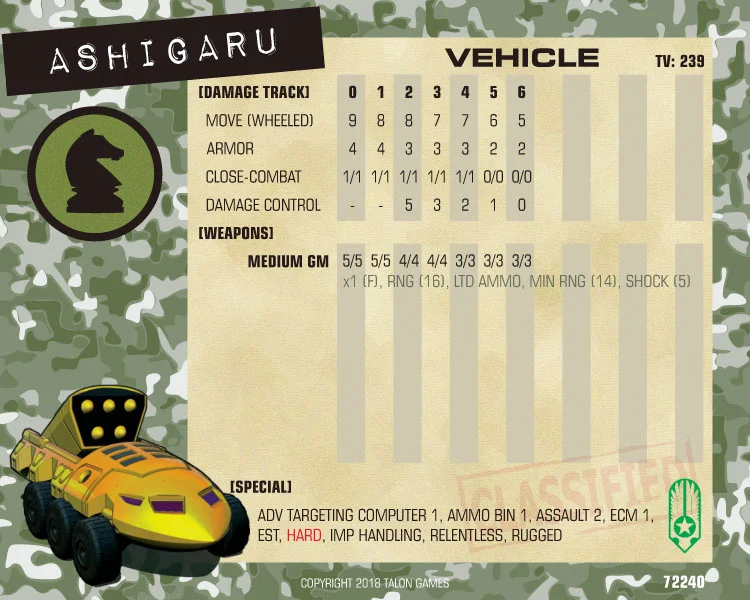 ASHIGARU
VEHICLE TV: 239
[DAMAGE TRACK] 0 1 2 3 4 5 6
MOVE (WHEELED) 9 8 8 7 7 6 5
ARMOR 4 4 3 3 3 2 2
CLOSE-COMBAT 1/1 1/1 1/1 1/1 1/1 0/0 0/0
DAMAGE CONTROL - - 5 3 2 1 0
[WEAPONS]
MEDIUM GM 5/5 5/5 4/4 4/4 3/3 3/3 3/3
x1 (F), RNG (16), LTD AMMO, MIN RNG (14), SHOCK (5)
CLASSIFIED
[SPECIAL]
ADV TARGETING COMPUTER 1, AMMO BIN 1, ASSAULT 2, ECM 1,
EST, HARD, IMP HANDLING, RELENTLESS, RUGGED
COPYRIGHT 2018 TALON GAMES
72240